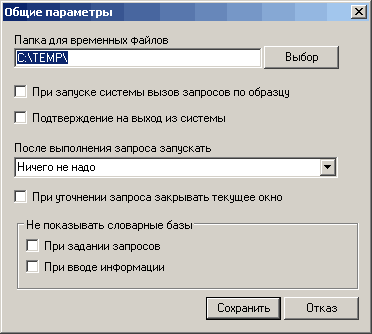 Общие параметры
Папка для временных файлов
C:\TEMP\
Выбор
При запуске системы вызов запросов по образцу
Подтверждение на выход из системы
После выполнения запроса запускать
Ничего не надо
При уточнении запроса закрывать текущее окно
Не показывать словарные базы
При задании запросов
При вводе информации
Сохранить
Отказ